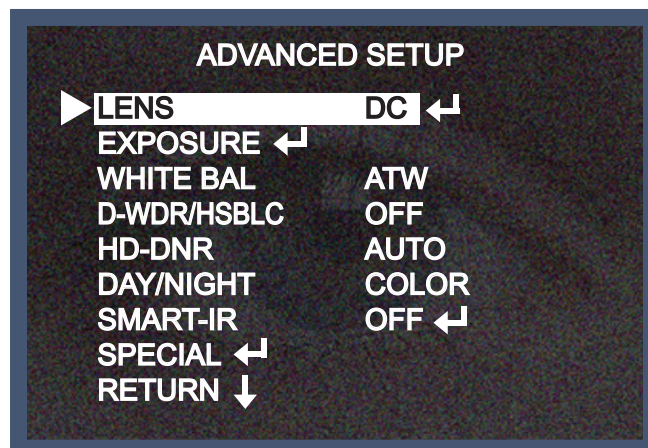 ADVANCED SETUP
LENS DC ↵
EXPOSURE ↵
WHITE BAL ATW
D-WDR/HSBLC OFF
HD-DNR AUTO
DAY/NIGHT COLOR
SMART-IR OFF ↵
SPECIAL ↵
RETURN ↓